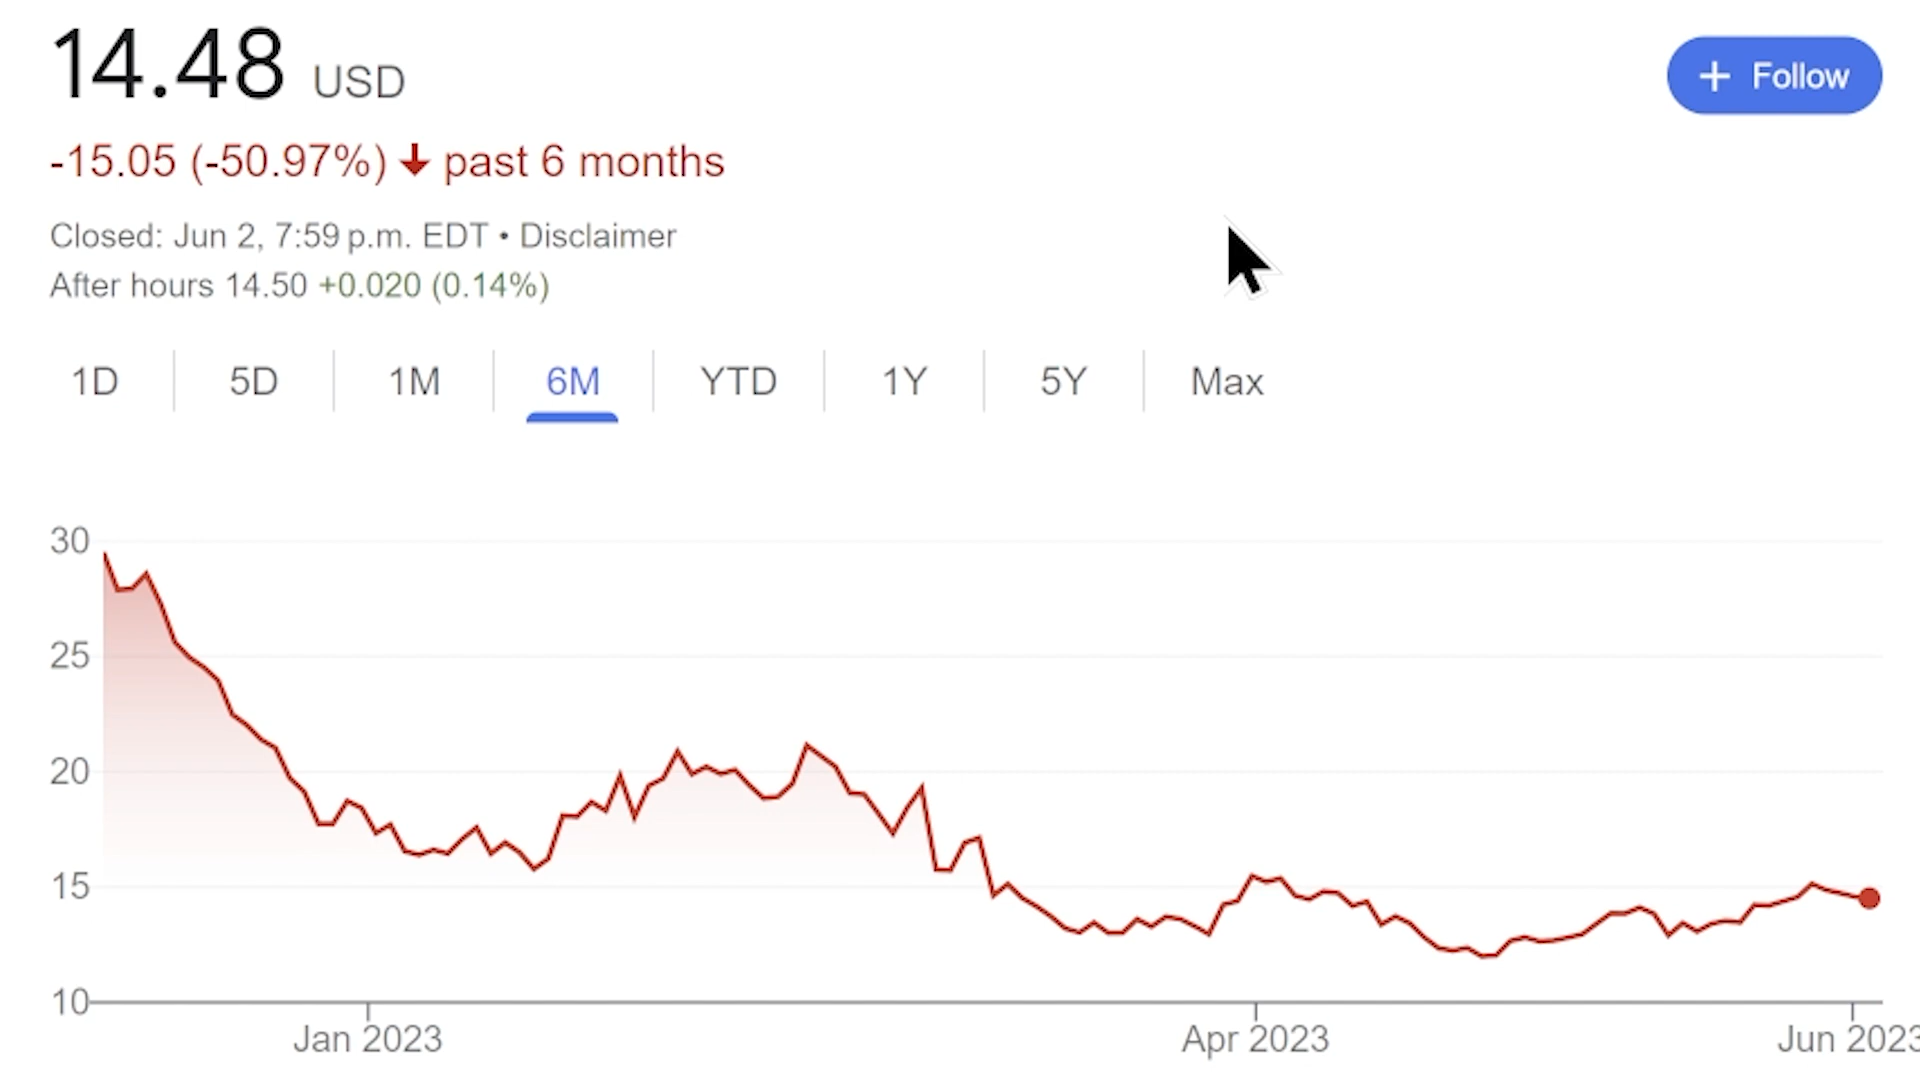 14.48 USD
+ Follow
-15.05 (-50.97%) ↓ past 6 months
Closed: Jun 2, 7:59 p.m. EDT • Disclaimer
After hours 14.50 +0.020 (0.14%)
1D 5D 1M 6M YTD 1Y 5Y Max
30
25
20
15
10
Jan 2023 Apr 2023 Jun 2023